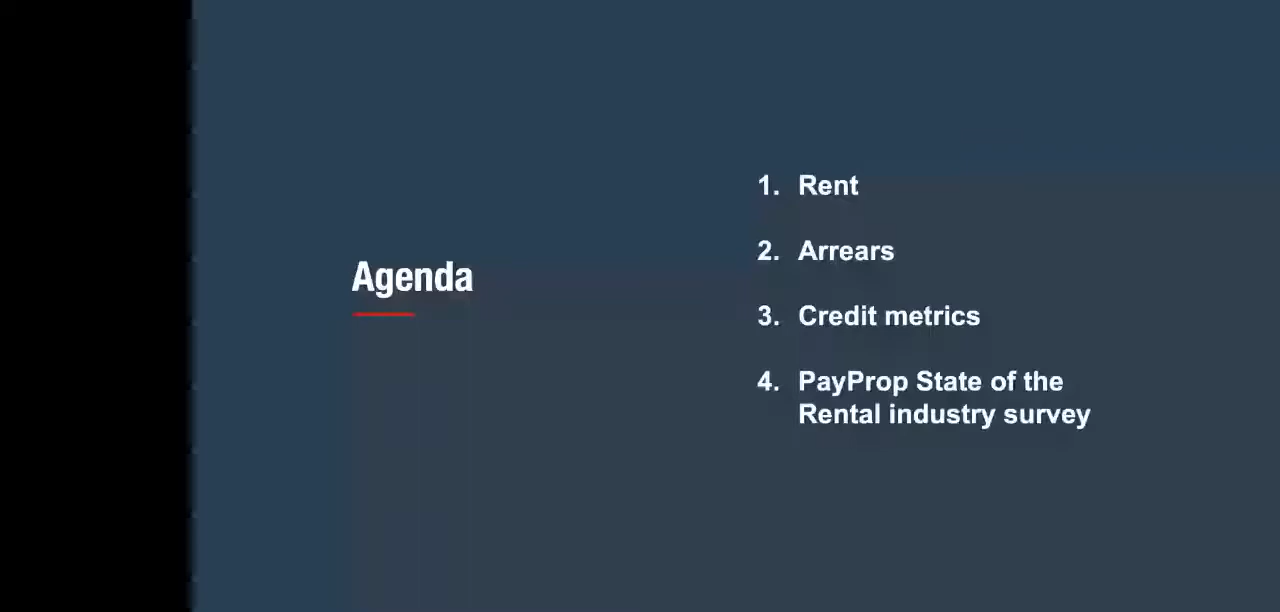 Agenda
1. Rent
2. Arrears
3. Credit metrics
4. PayProp State of the
Rental industry survey